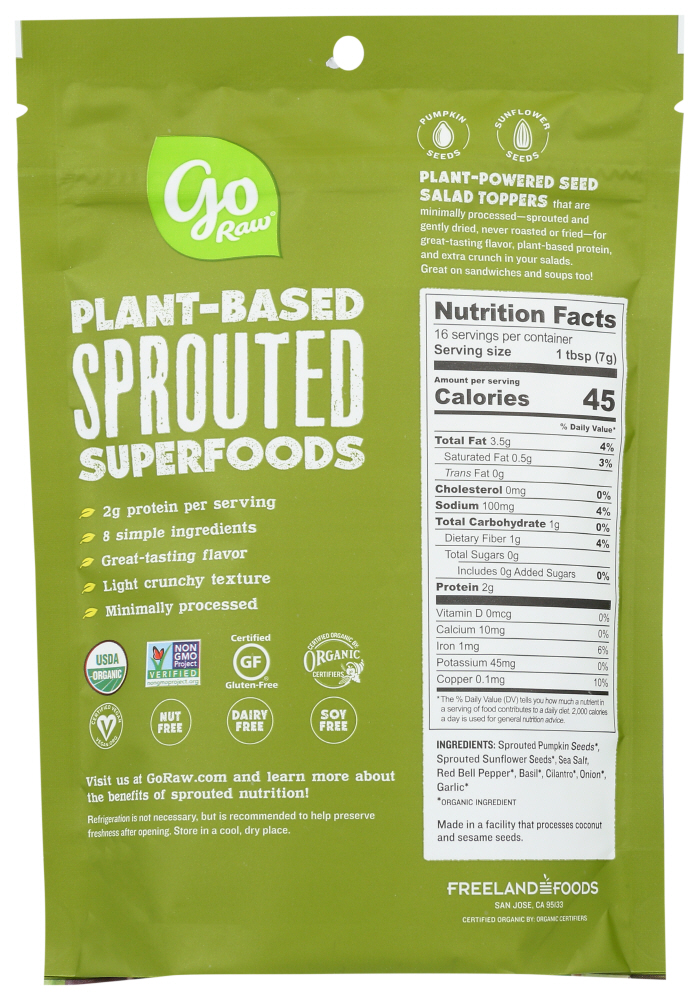 PUMPKIN
SEEDS
SUNFLOWER
SEEDS
go
Raw®
PLANT-POWERED SEED
SALAD TOPPERS that are
minimally processed—sprouted and
gently dried, never roasted or fried—for
great-tasting flavor, plant-based protein,
and extra crunch in your salads.
Great on sandwiches and soups too!
PLANT-BASED
SPROUTED
SUPERFOODS
2g protein per serving
8 simple ingredients
Great-tasting flavor
Light crunchy texture
Minimally processed
USDA
ORGANIC
NON
GMO
Project
VERIFIED
nongmoproject.org
Certified
GF
Gluten-Free
CERTIFIED ORGANIC BY
ORGANIC
CERTIFIERS
CERTIFIED VEGAN
VEGAN.ORG
NUT
FREE
DAIRY
FREE
SOY
FREE
Visit us at GoRaw.com and learn more about
the benefits of sprouted nutrition!
Refrigeration is not necessary, but is recommended to help preserve
freshness after opening. Store in a cool, dry place.
Nutrition Facts
16 servings per container
Serving size 1 tbsp (7g)
Amount per serving
Calories 45
% Daily Value*
Total Fat 3.5g 4%
Saturated Fat 0.5g 3%
Trans Fat 0g
Cholesterol 0mg 0%
Sodium 100mg 4%
Total Carbohydrate 1g 0%
Dietary Fiber 1g 4%
Total Sugars 0g
Includes 0g Added Sugars 0%
Protein 2g
Vitamin D 0mcg 0%
Calcium 10mg 0%
Iron 1mg 6%
Potassium 45mg 0%
Copper 0.1mg 10%
*The % Daily Value (DV) tells you how much a nutrient in
a serving of food contributes to a daily diet. 2,000 calories
a day is used for general nutrition advice.
INGREDIENTS: Sprouted Pumpkin Seeds*,
Sprouted Sunflower Seeds*, Sea Salt,
Red Bell Pepper*, Basil*, Cilantro*, Onion*,
Garlic*
*ORGANIC INGREDIENT
Made in a facility that processes coconut
and sesame seeds.
FREELAND FOODS
SAN JOSE, CA 95133
CERTIFIED ORGANIC BY: ORGANIC CERTIFIERS